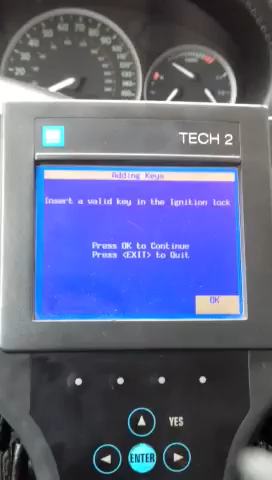 TECH 2
Adding Keys
Insert a valid key in the Ignition lock
Press OK to Continue
Press <EXIT> to Quit
OK
YES
ENTER